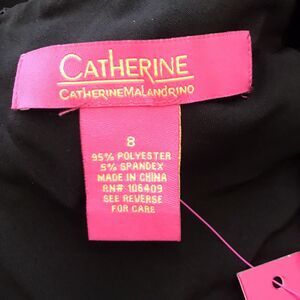 CATHERINE
CATHERINEMALANDRINO
8
95% POLYESTER
5% SPANDEX
MADE IN CHINA
RN# 106409
SEE REVERSE
FOR CARE